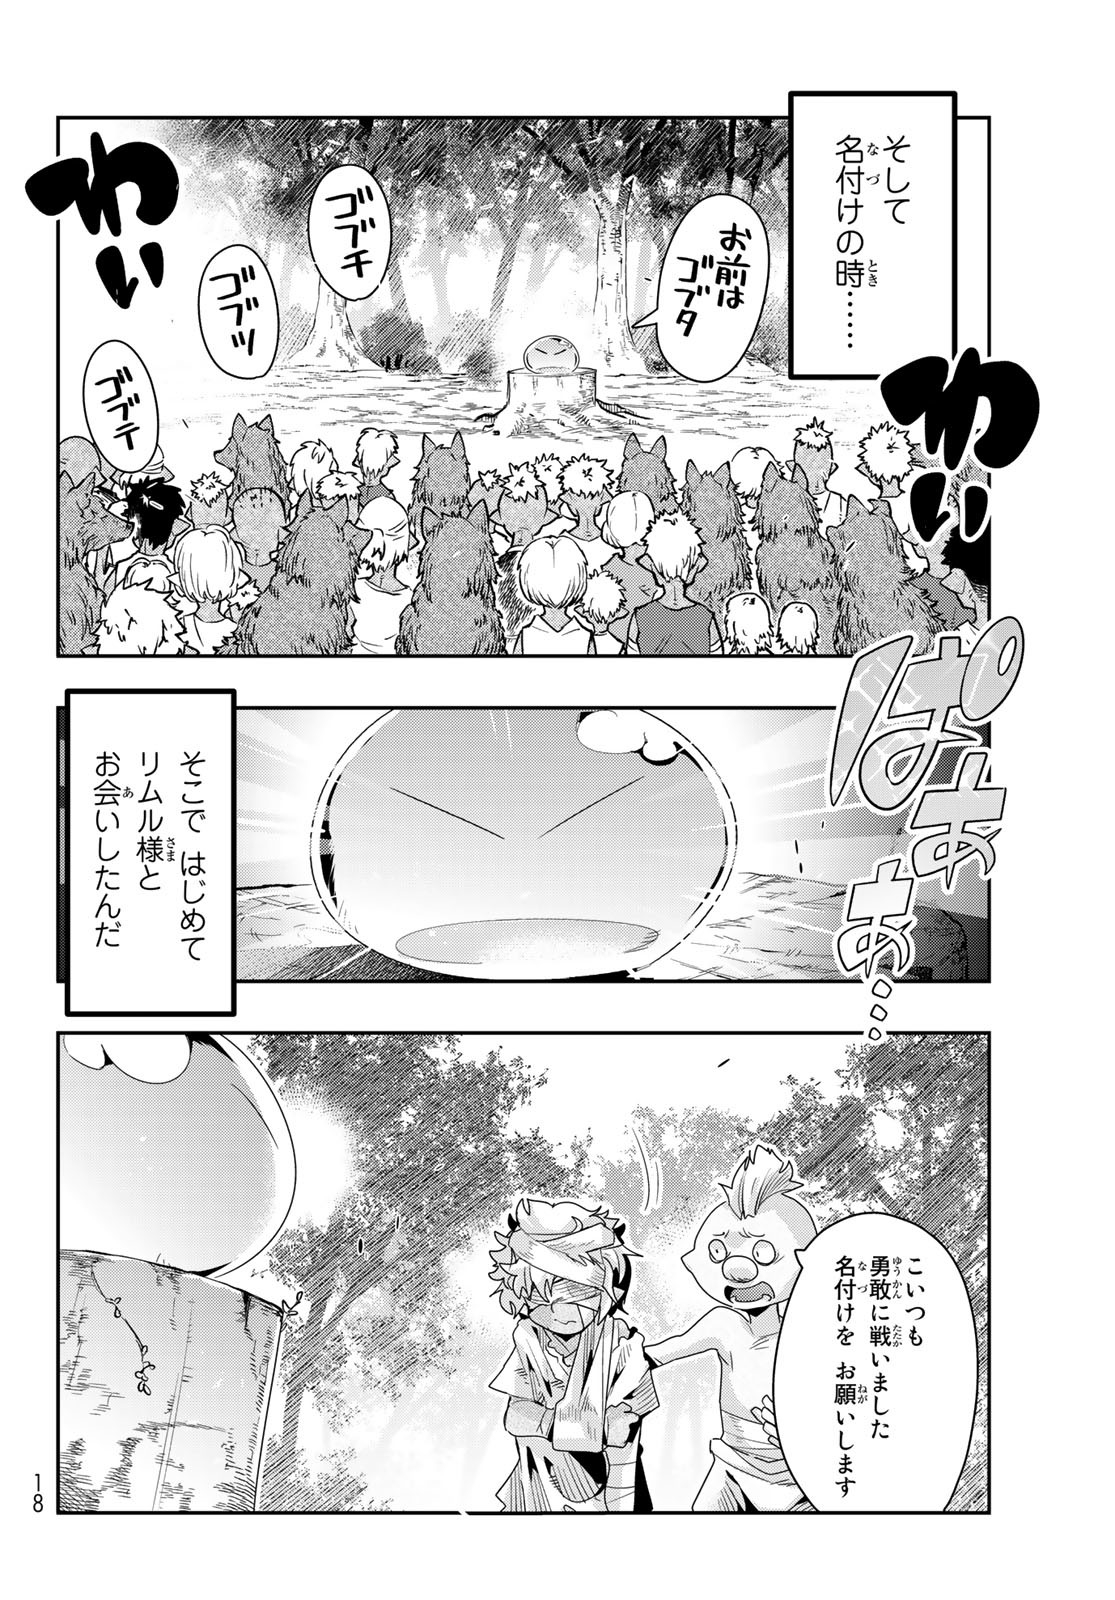 そして
名付けの時……
お前は
ゴブタ
ゴブチ
ゴブツ
ゴブテ
わい
わい
ぱあぁ…
そこで はじめて
リムル様と
お会いしたんだ
こいつも
勇敢に戦いました
名付けを お願いします
18